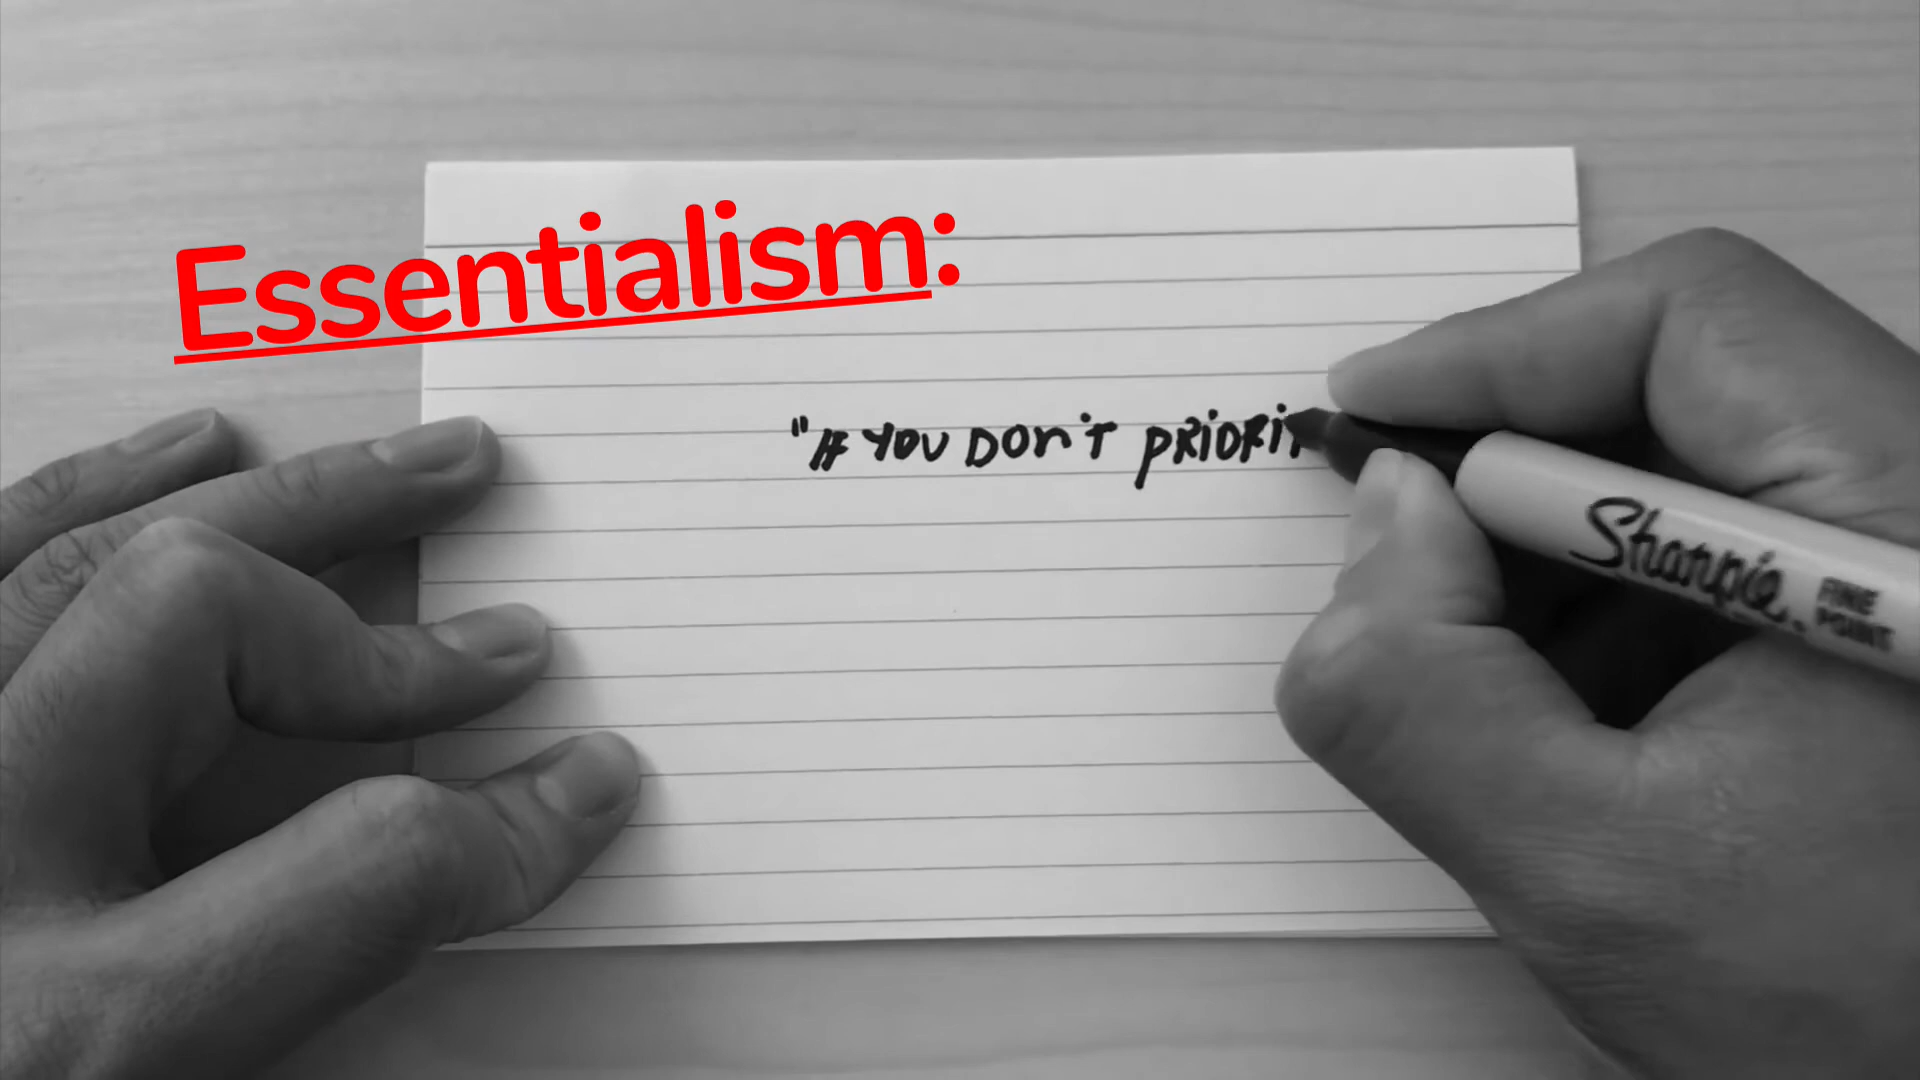 Essentialism:
"If YOU DON'T PRIORIT
Sharpie.
FINE
POINT